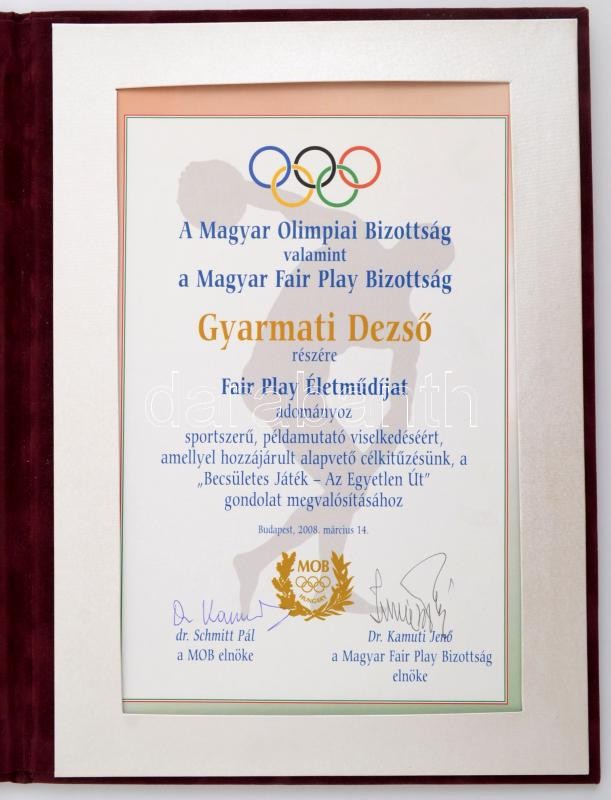 A Magyar Olimpiai Bizottság
valamint
a Magyar Fair Play Bizottság
Gyarmati Dezső
részére
Fair Play Életműdíjat
adományoz
sportszerű, példamutató viselkedéséért,
amellyel hozzájárult alapvető célkitűzésünk, a
„Becsületes Játék – Az Egyetlen Út”
gondolat megvalósításához
Budapest, 2008. március 14.
MOB
HUNGARY
dr. Schmitt Pál
a MOB elnöke
Dr. Kamuti Jenő
a Magyar Fair Play Bizottság
elnöke
darabanth